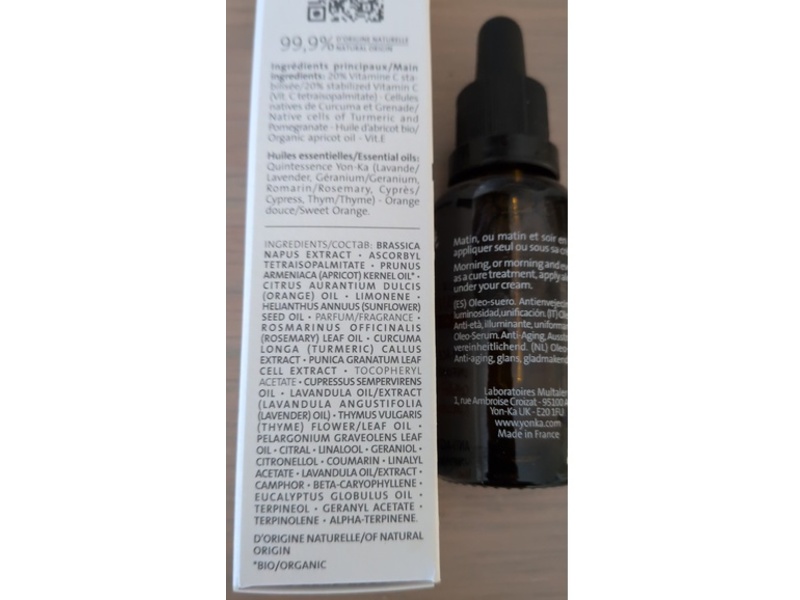 99,9% D'ORIGINE NATURELLE
NATURAL ORIGIN
Ingrédients principaux/Main
ingredients: 20% Vitamine C sta-
bilisée/20% stabilized Vitamin C
(Vit. C tetraisopalmitate) - Cellules
natives de Curcuma et Grenade/
Native cells of Turmeric and
Pomegranate - Huile d'abricot bio/
Organic apricot oil - Vit.E
Huiles essentielles/Essential oils:
Quintessence Yon-Ka (Lavande/
Lavender, Géranium/Geranium,
Romarin/Rosemary, Cyprès/
Cypress, Thym/Thyme) - Orange
douce/Sweet Orange.
INGREDIENTS/СОСТАВ: BRASSICA
NAPUS EXTRACT • ASCORBYL
TETRAISOPALMITATE • PRUNUS
ARMENIACA (APRICOT) KERNEL OIL* •
CITRUS AURANTIUM DULCIS
(ORANGE) OIL • LIMONENE •
HELIANTHUS ANNUUS (SUNFLOWER)
SEED OIL • PARFUM/FRAGRANCE •
ROSMARINUS OFFICINALIS
(ROSEMARY) LEAF OIL • CURCUMA
LONGA (TURMERIC) CALLUS
EXTRACT • PUNICA GRANATUM LEAF
CELL EXTRACT • TOCOPHERYL
ACETATE • CUPRESSUS SEMPERVIRENS
OIL • LAVANDULA OIL/EXTRACT
(LAVANDULA ANGUSTIFOLIA
(LAVENDER) OIL) • THYMUS VULGARIS
(THYME) FLOWER/LEAF OIL •
PELARGONIUM GRAVEOLENS LEAF
OIL • CITRAL • LINALOOL • GERANIOL •
CITRONELLOL • COUMARIN • LINALYL
ACETATE • LAVANDULA OIL/EXTRACT •
CAMPHOR • BETA-CARYOPHYLLENE •
EUCALYPTUS GLOBULUS OIL •
TERPINEOL • GERANYL ACETATE •
TERPINOLENE • ALPHA-TERPINENE.
D'ORIGINE NATURELLE/OF NATURAL
ORIGIN
*BIO/ORGANIC
Matin, ou matin et soir en
appliquer seul ou sous sa
Morning, or morning and
as a cure treatment, apply
under your cream.
(ES) Oleo-suero.
luminosidad,unificación. (IT)
Anti-età, illuminante,
Oleo-Serum. Anti-Aging,
vereinheitlichend. (NL)
Anti-aging, glans,
Laboratoires
1, rue Ambroise Croizat - 95100
Yon-Ka UK - E20 1FU
www.yonka.com
Made in France